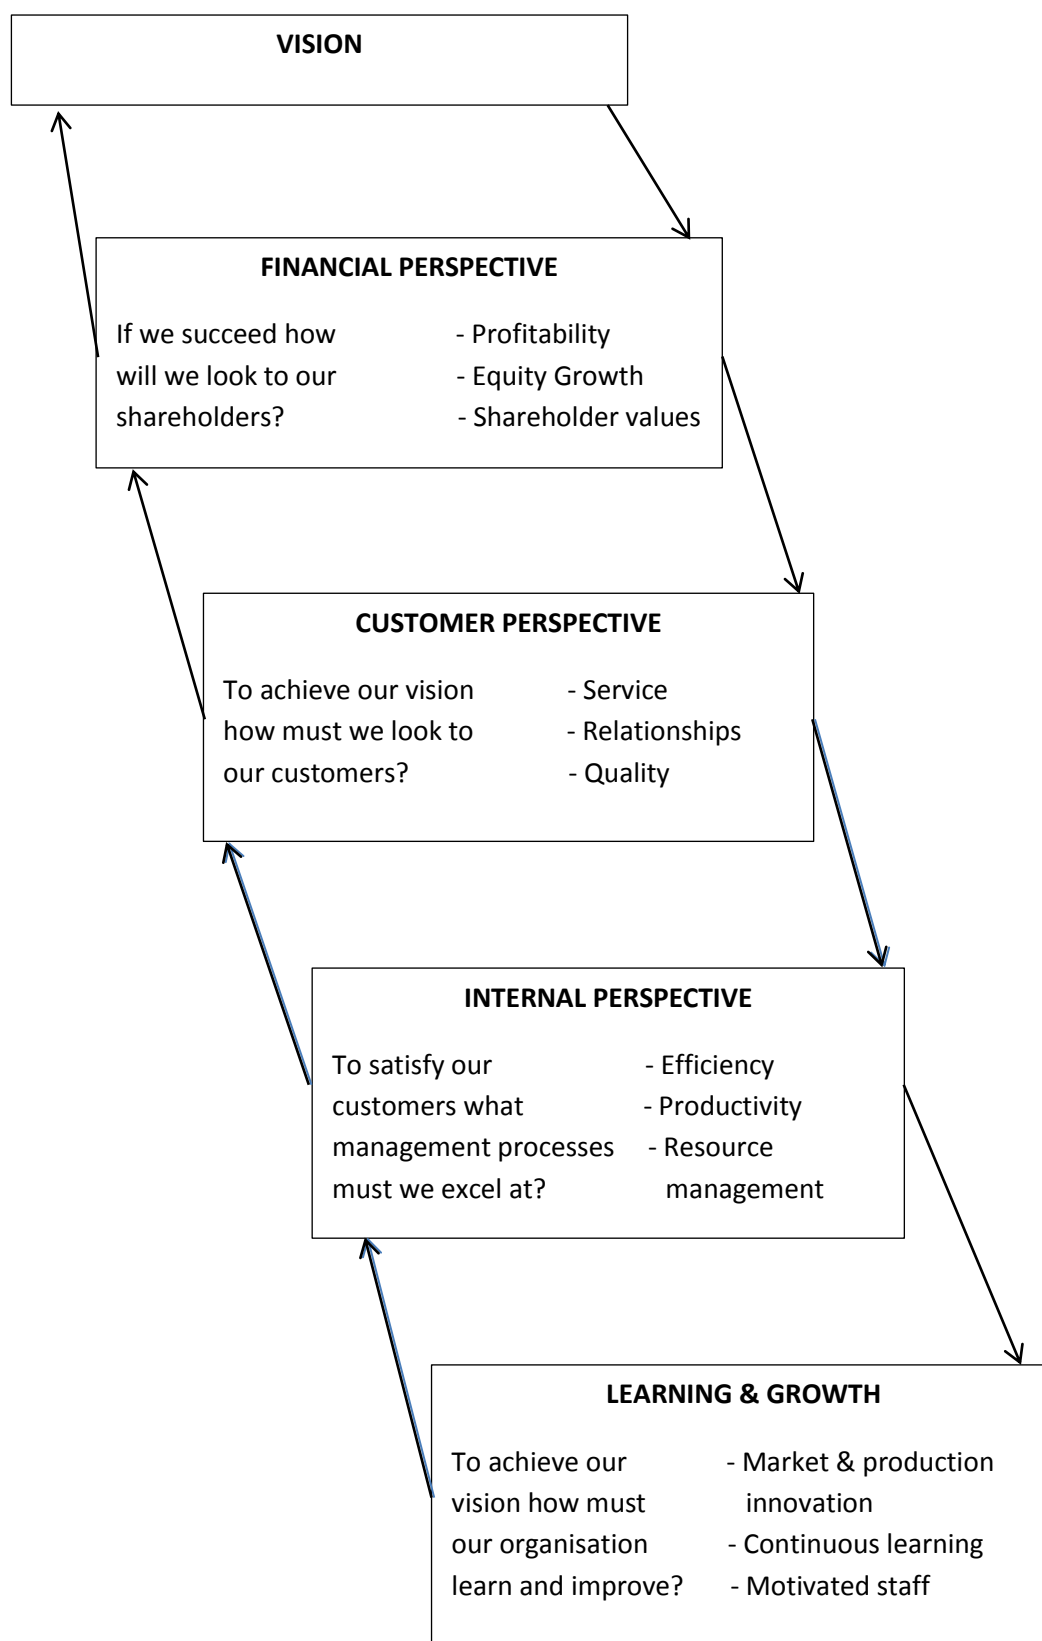 VISION
FINANCIAL PERSPECTIVE
If we succeed how - Profitability
will we look to our - Equity Growth
shareholders? - Shareholder values
CUSTOMER PERSPECTIVE
To achieve our vision - Service
how must we look to - Relationships
our customers? - Quality
INTERNAL PERSPECTIVE
To satisfy our - Efficiency
customers what - Productivity
management processes - Resource
must we excel at? management
LEARNING & GROWTH
To achieve our - Market & production
vision how must innovation
our organisation - Continuous learning
learn and improve? - Motivated staff